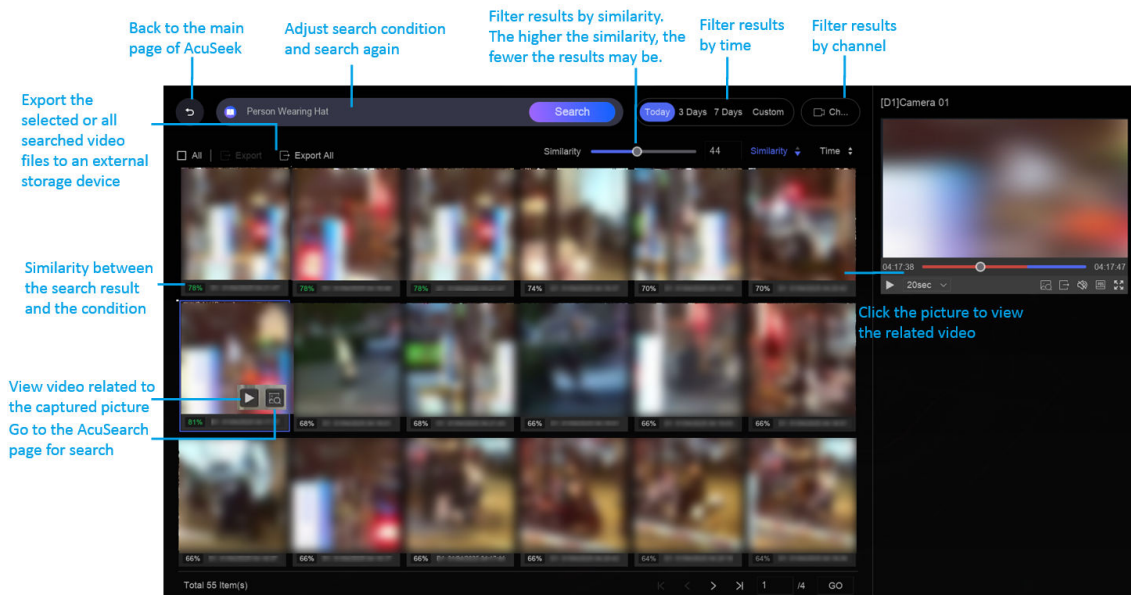 Back to the main
page of AcuSeek
Adjust search condition
and search again
Filter results by similarity.
The higher the similarity, the
fewer the results may be.
Filter results
by time
Filter results
by channel
Export the
selected or all
searched video
files to an external
storage device
Similarity between
the search result
and the condition
View video related to
the captured picture
Go to the AcuSearch
page for search
Click the picture to view
the related video
Person Wearing Hat
Search
Today 3 Days 7 Days Custom
Ch...
[D1]Camera 01
All Export Export All
Similarity 44 Similarity Time
78% 78% 78% 74% 70% 70%
04:17:38 04:17:47
20sec
81% 68% 68% 66% 66% 66%
66% 66% 66% 66% 64% 64%
Total 55 Item(s)
1 /4 GO